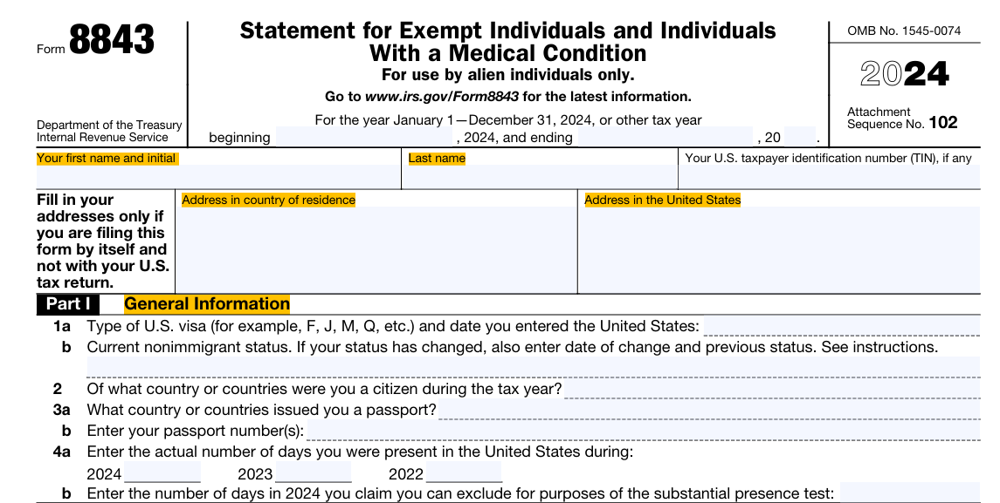 Form 8843
Department of the Treasury
Internal Revenue Service
Statement for Exempt Individuals and Individuals
With a Medical Condition
For use by alien individuals only.
Go to www.irs.gov/Form8843 for the latest information.
For the year January 1—December 31, 2024, or other tax year
beginning , 2024, and ending , 20 .
OMB No. 1545-0074
2024
Attachment
Sequence No. 102
Your first name and initial
Last name
Your U.S. taxpayer identification number (TIN), if any
Fill in your
addresses only if
you are filing this
form by itself and
not with your U.S.
tax return.
Address in country of residence
Address in the United States
Part I General Information
1a Type of U.S. visa (for example, F, J, M, Q, etc.) and date you entered the United States:
b Current nonimmigrant status. If your status has changed, also enter date of change and previous status. See instructions.
2 Of what country or countries were you a citizen during the tax year?
3a What country or countries issued you a passport?
b Enter your passport number(s):
4a Enter the actual number of days you were present in the United States during:
2024 2023 2022
b Enter the number of days in 2024 you claim you can exclude for purposes of the substantial presence test: